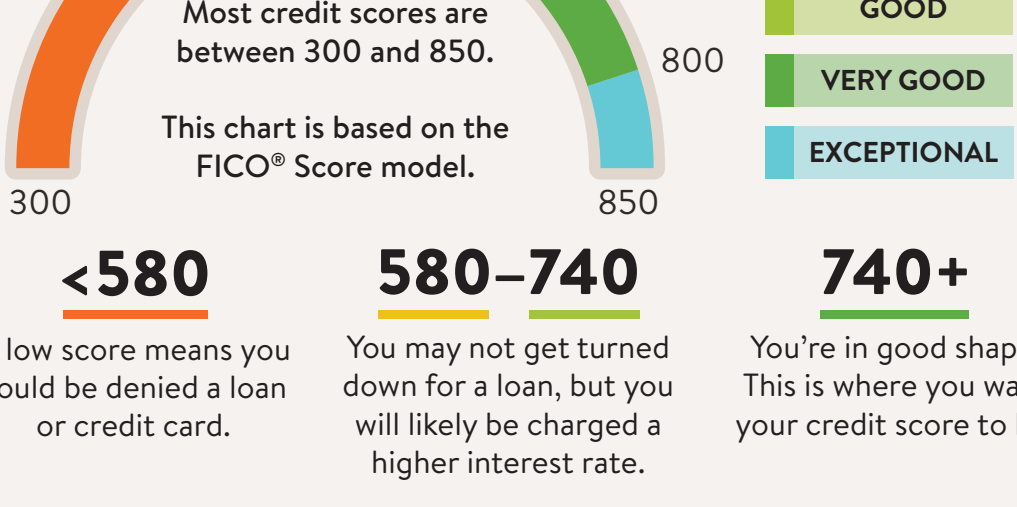 Most credit scores are
between 300 and 850.
This chart is based on the
FICO® Score model.
300
850
800
GOOD
VERY GOOD
EXCEPTIONAL
<580
low score means you
be denied a loan
or credit card.
580–740
You may not get turned
down for a loan, but you
will likely be charged a
higher interest rate.
740+
You're in good
This is where you
your credit score to